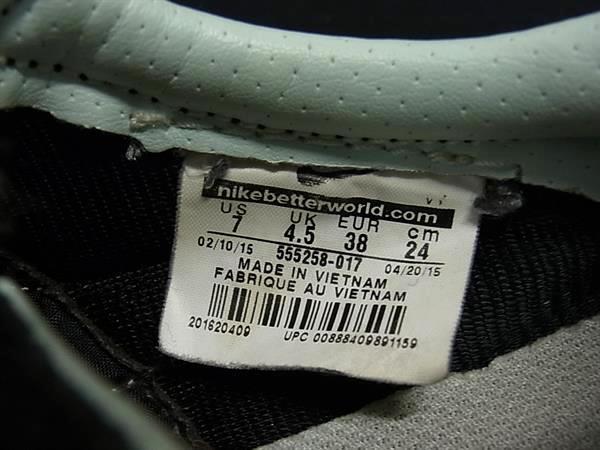 nikebetterworld.com
US UK EUR cm
7 4.5 38 24
02/10/15 555258-017 04/20/15
MADE IN VIETNAM
FABRIQUE AU VIETNAM
201620409 UPC 00888409891159